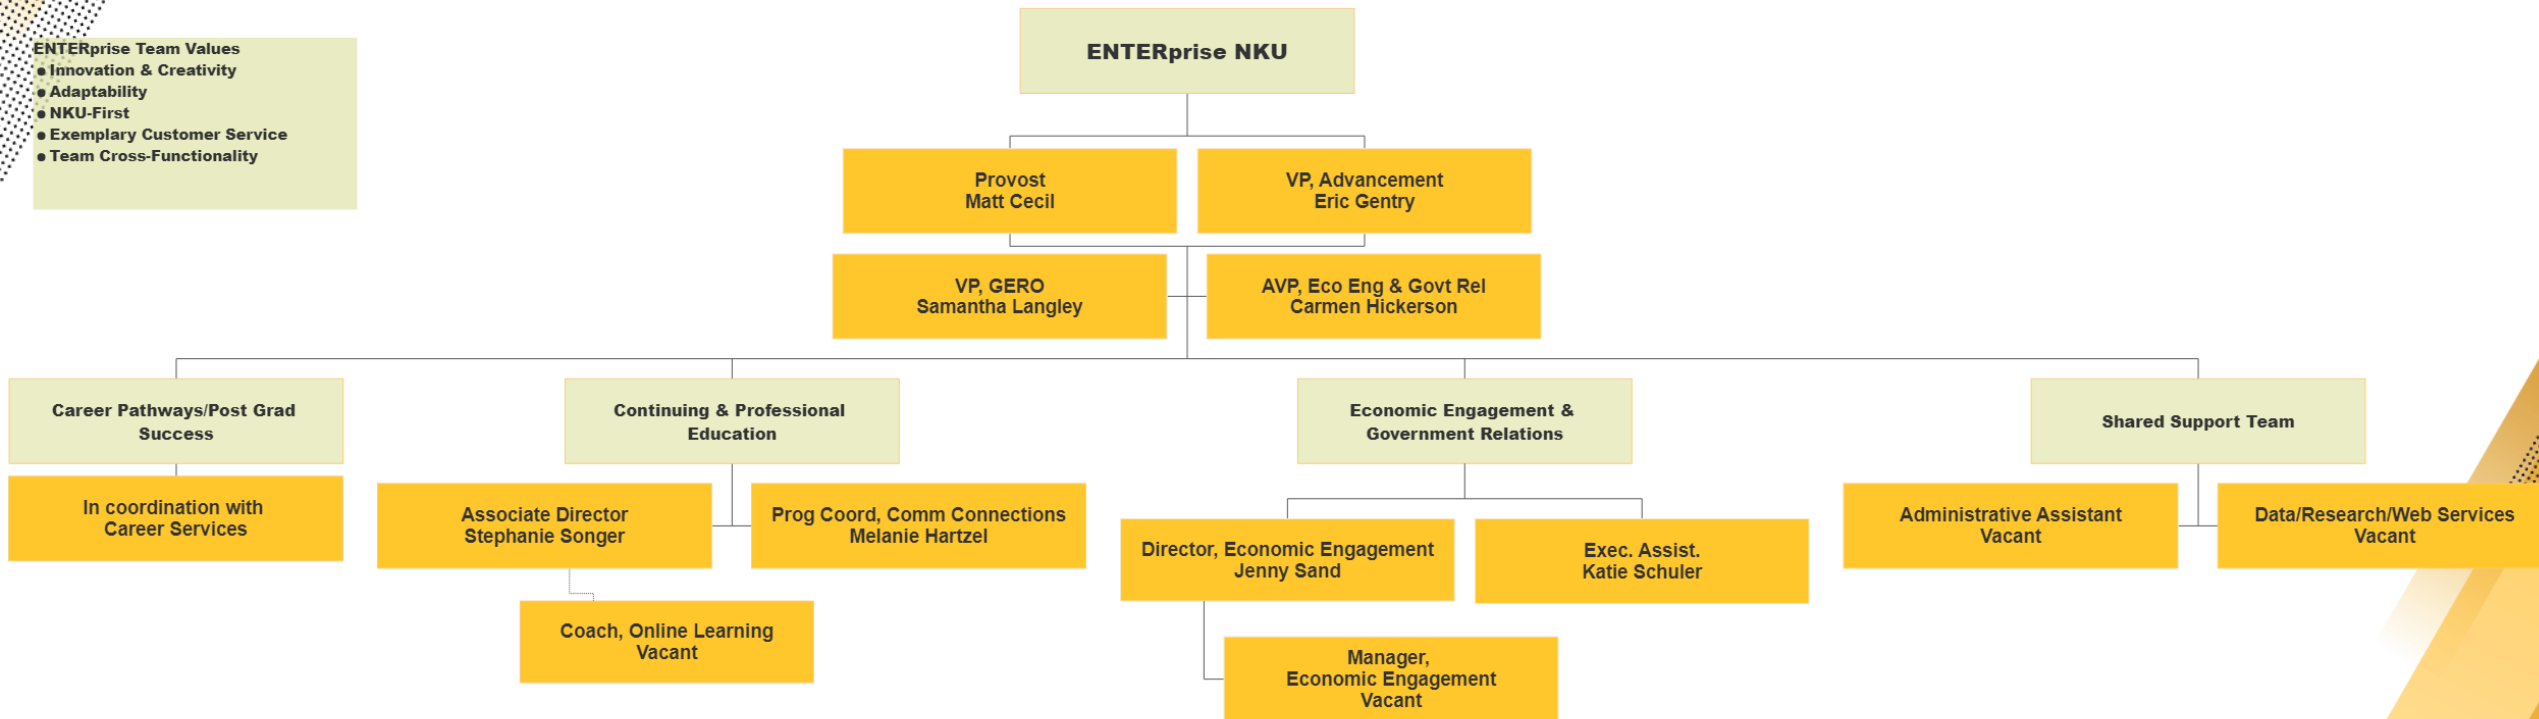 ENTERprise Team Values
● Innovation & Creativity
● Adaptability
● NKU-First
● Exemplary Customer Service
● Team Cross-Functionality
ENTERprise NKU
Provost
Matt Cecil
VP, Advancement
Eric Gentry
VP, GERO
Samantha Langley
AVP, Eco Eng & Govt Rel
Carmen Hickerson
Career Pathways/Post Grad
Success
In coordination with
Career Services
Continuing & Professional
Education
Associate Director
Stephanie Songer
Prog Coord, Comm Connections
Melanie Hartzel
Coach, Online Learning
Vacant
Economic Engagement &
Government Relations
Director, Economic Engagement
Jenny Sand
Exec. Assist.
Katie Schuler
Manager,
Economic Engagement
Vacant
Shared Support Team
Administrative Assistant
Vacant
Data/Research/Web Services
Vacant